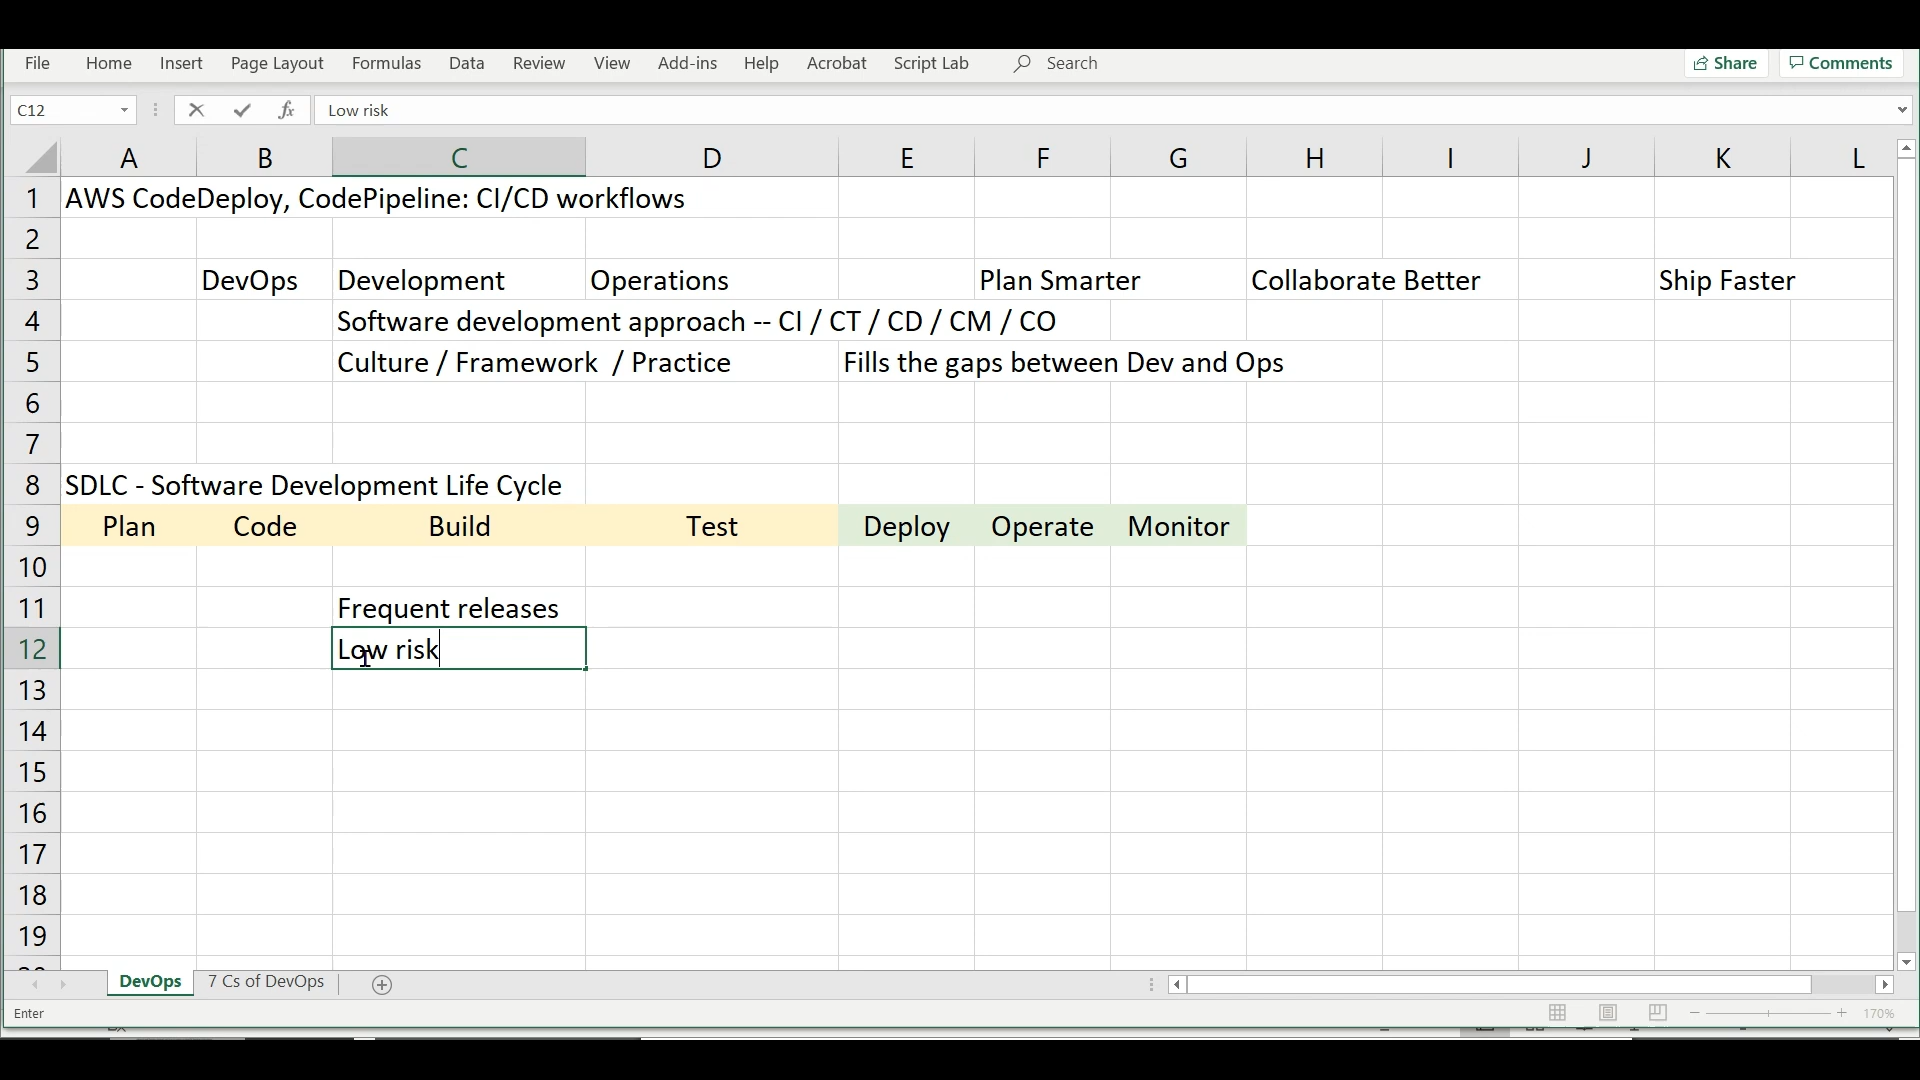 File Home Insert Page Layout Formulas Data Review View Add-ins Help Acrobat Script Lab Search Share Comments
C12 fx Low risk
A B C D E F G H I J K L
1 AWS CodeDeploy, CodePipeline: CI/CD workflows
2
3 DevOps Development Operations Plan Smarter Collaborate Better Ship Faster
4 Software development approach -- CI / CT / CD / CM / CO
5 Culture / Framework / Practice Fills the gaps between Dev and Ops
6
7
8 SDLC - Software Development Life Cycle
9 Plan Code Build Test Deploy Operate Monitor
10
11 Frequent releases
12 Low risk
13
14
15
16
17
18
19
DevOps 7 Cs of DevOps
Enter 170%